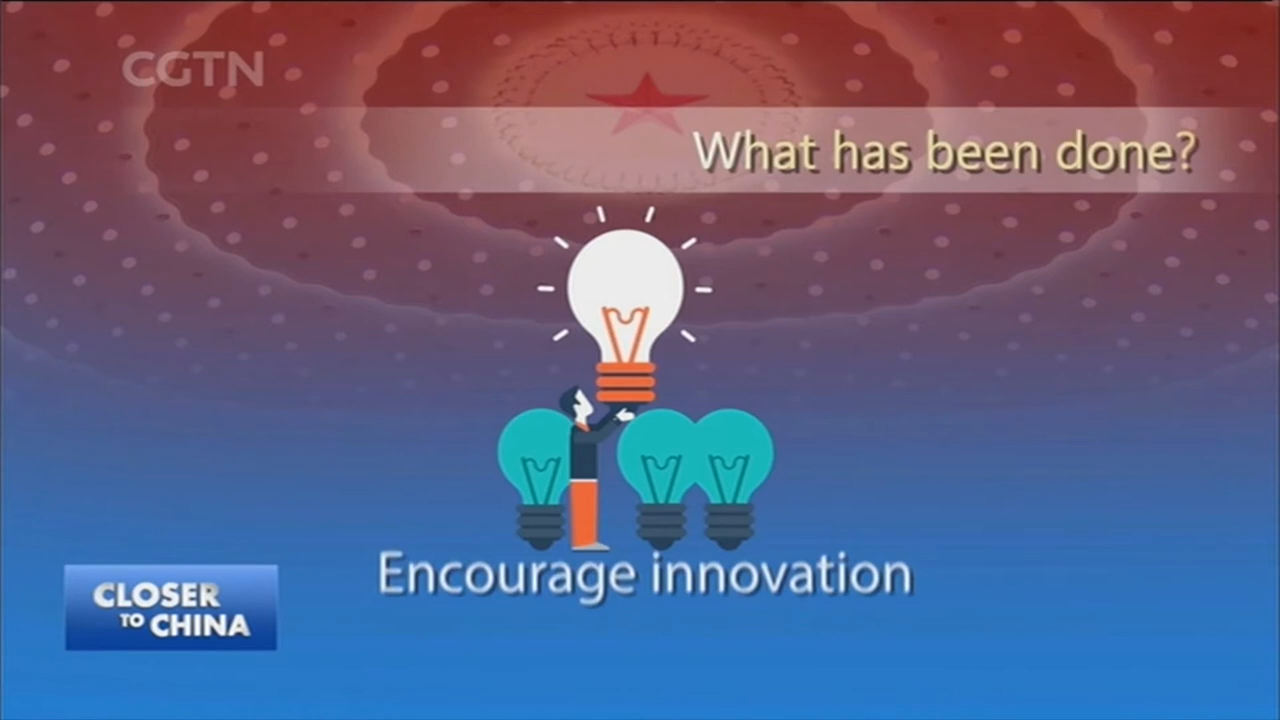 CGTN
What has been done?
Encourage innovation
CLOSER
TO CHINA